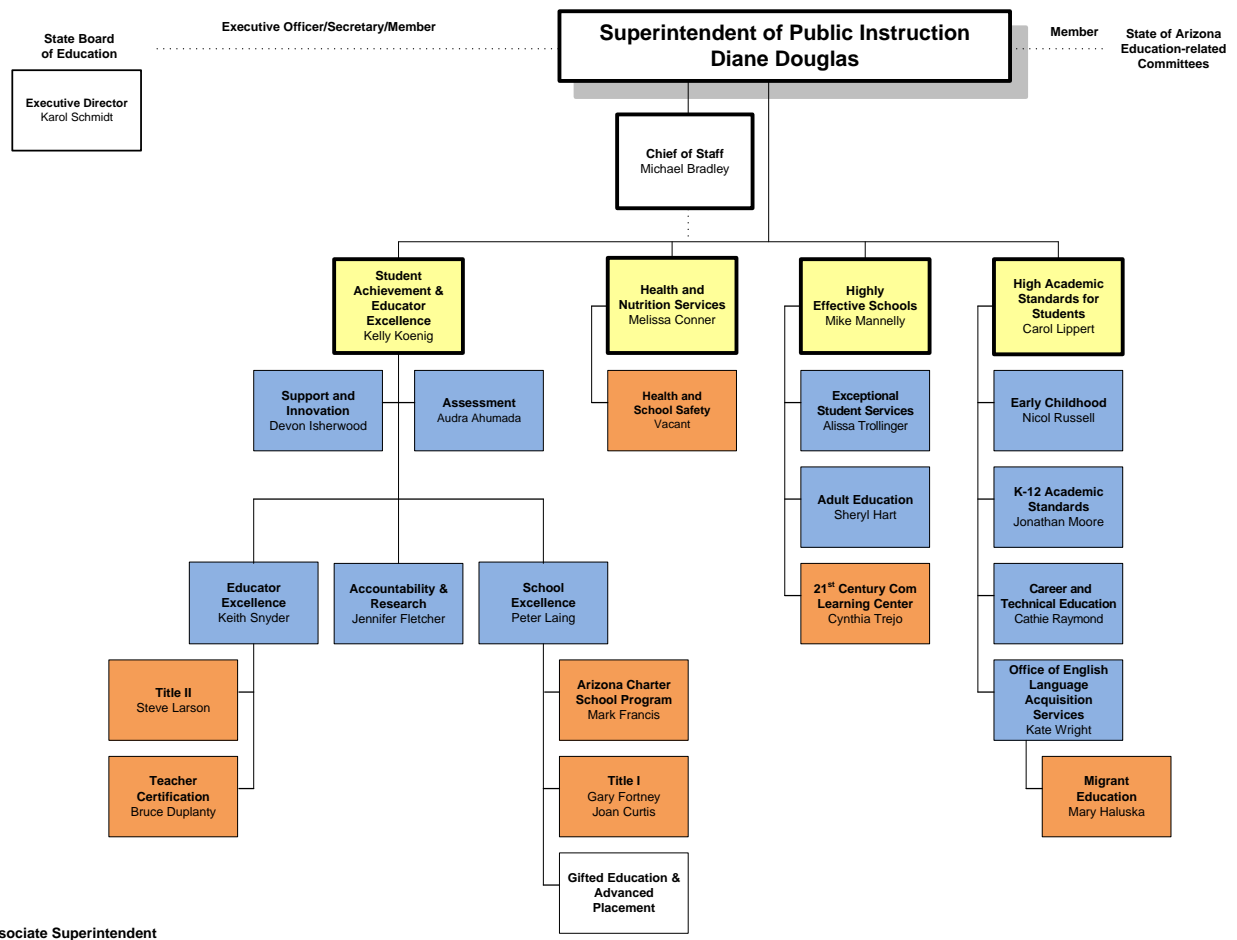 Executive Officer/Secretary/Member
Superintendent of Public Instruction
Diane Douglas
Member
State Board
of Education
State of Arizona
Education-related
Committees
Executive Director
Karol Schmidt
Chief of Staff
Michael Bradley
Student
Achievement &
Educator
Excellence
Kelly Koenig
Health and
Nutrition Services
Melissa Conner
Highly
Effective Schools
Mike Mannelly
High Academic
Standards for
Students
Carol Lippert
Support and
Innovation
Devon Isherwood
Assessment
Audra Ahumada
Health and
School Safety
Vacant
Exceptional
Student Services
Alissa Trollinger
Early Childhood
Nicol Russell
Adult Education
Sheryl Hart
K-12 Academic
Standards
Jonathan Moore
Educator
Excellence
Keith Snyder
Accountability &
Research
Jennifer Fletcher
School
Excellence
Peter Laing
21st Century Com
Learning Center
Cynthia Trejo
Career and
Technical Education
Cathie Raymond
Title II
Steve Larson
Arizona Charter
School Program
Mark Francis
Office of English
Language
Acquisition
Services
Kate Wright
Teacher
Certification
Bruce Duplanty
Title I
Gary Fortney
Joan Curtis
Migrant
Education
Mary Haluska
Gifted Education &
Advanced
Placement
sociate Superintendent